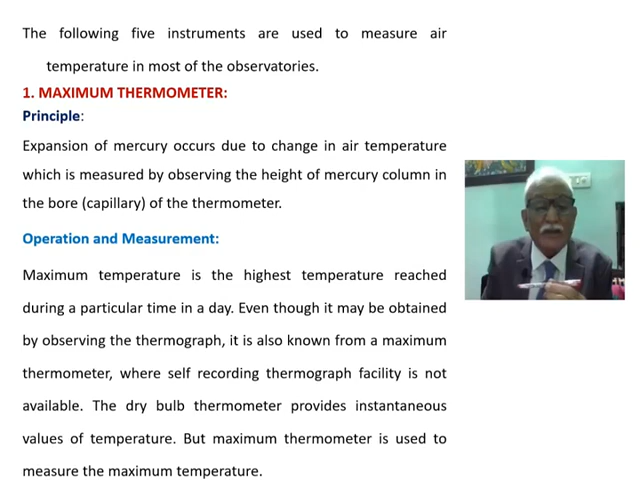 The following five instruments are used to measure air
temperature in most of the observatories.
1. MAXIMUM THERMOMETER:
Principle:
Expansion of mercury occurs due to change in air temperature
which is measured by observing the height of mercury column in
the bore (capillary) of the thermometer.
Operation and Measurement:
Maximum temperature is the highest temperature reached
during a particular time in a day. Even though it may be obtained
by observing the thermograph, it is also known from a maximum
thermometer, where self recording thermograph facility is not
available. The dry bulb thermometer provides instantaneous
values of temperature. But maximum thermometer is used to
measure the maximum temperature.